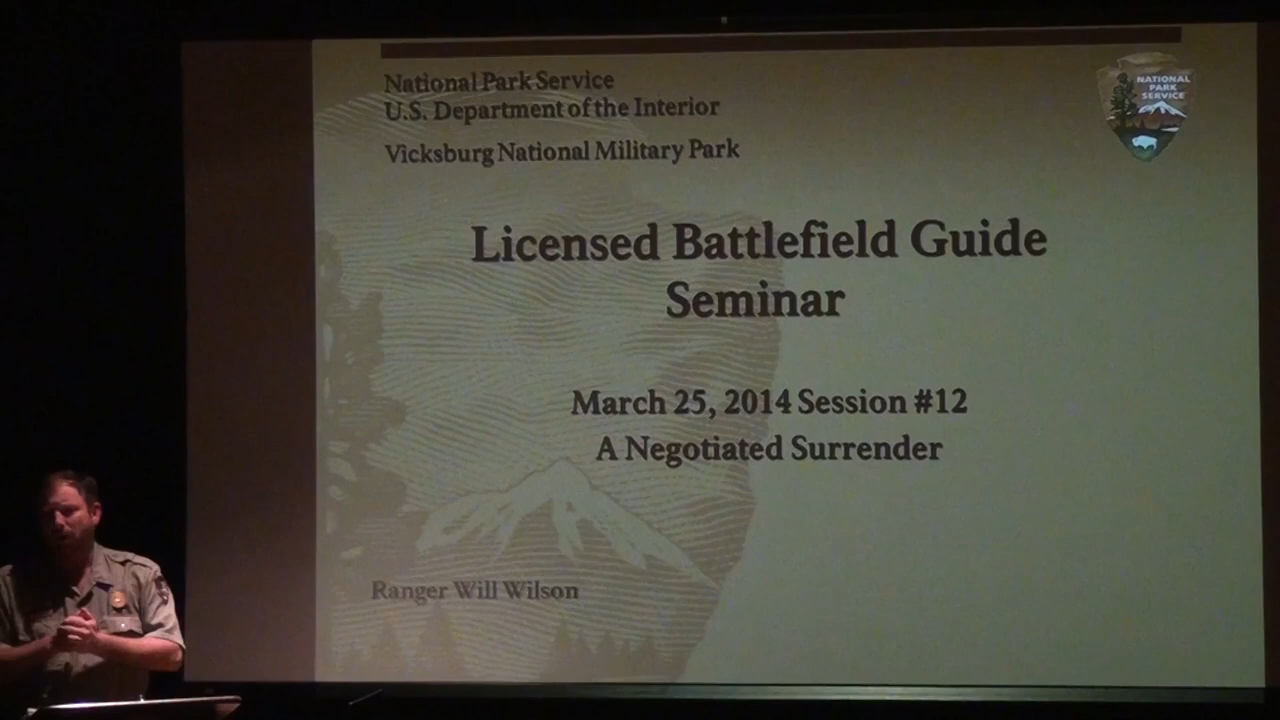 National Park Service
U.S. Department of the Interior
Vicksburg National Military Park
NATIONAL
PARK
SERVICE
Licensed Battlefield Guide
Seminar
March 25, 2014 Session #12
A Negotiated Surrender
Ranger Will Wilson